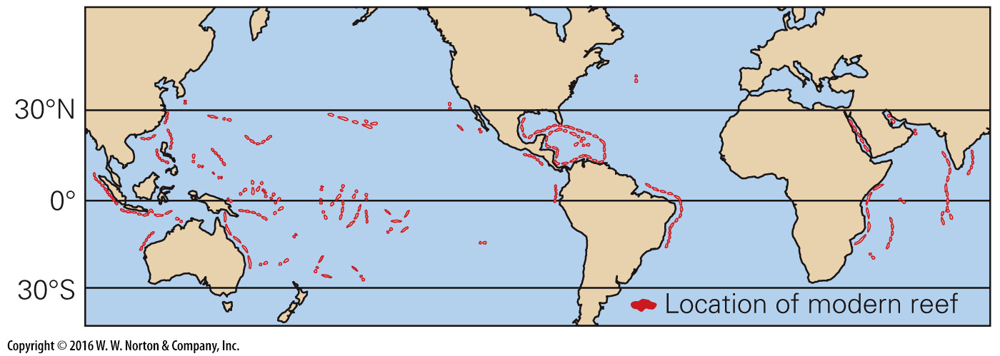 30°N
0°
30°S
Location of modern reef
Copyright © 2016 W. W. Norton & Company, Inc.